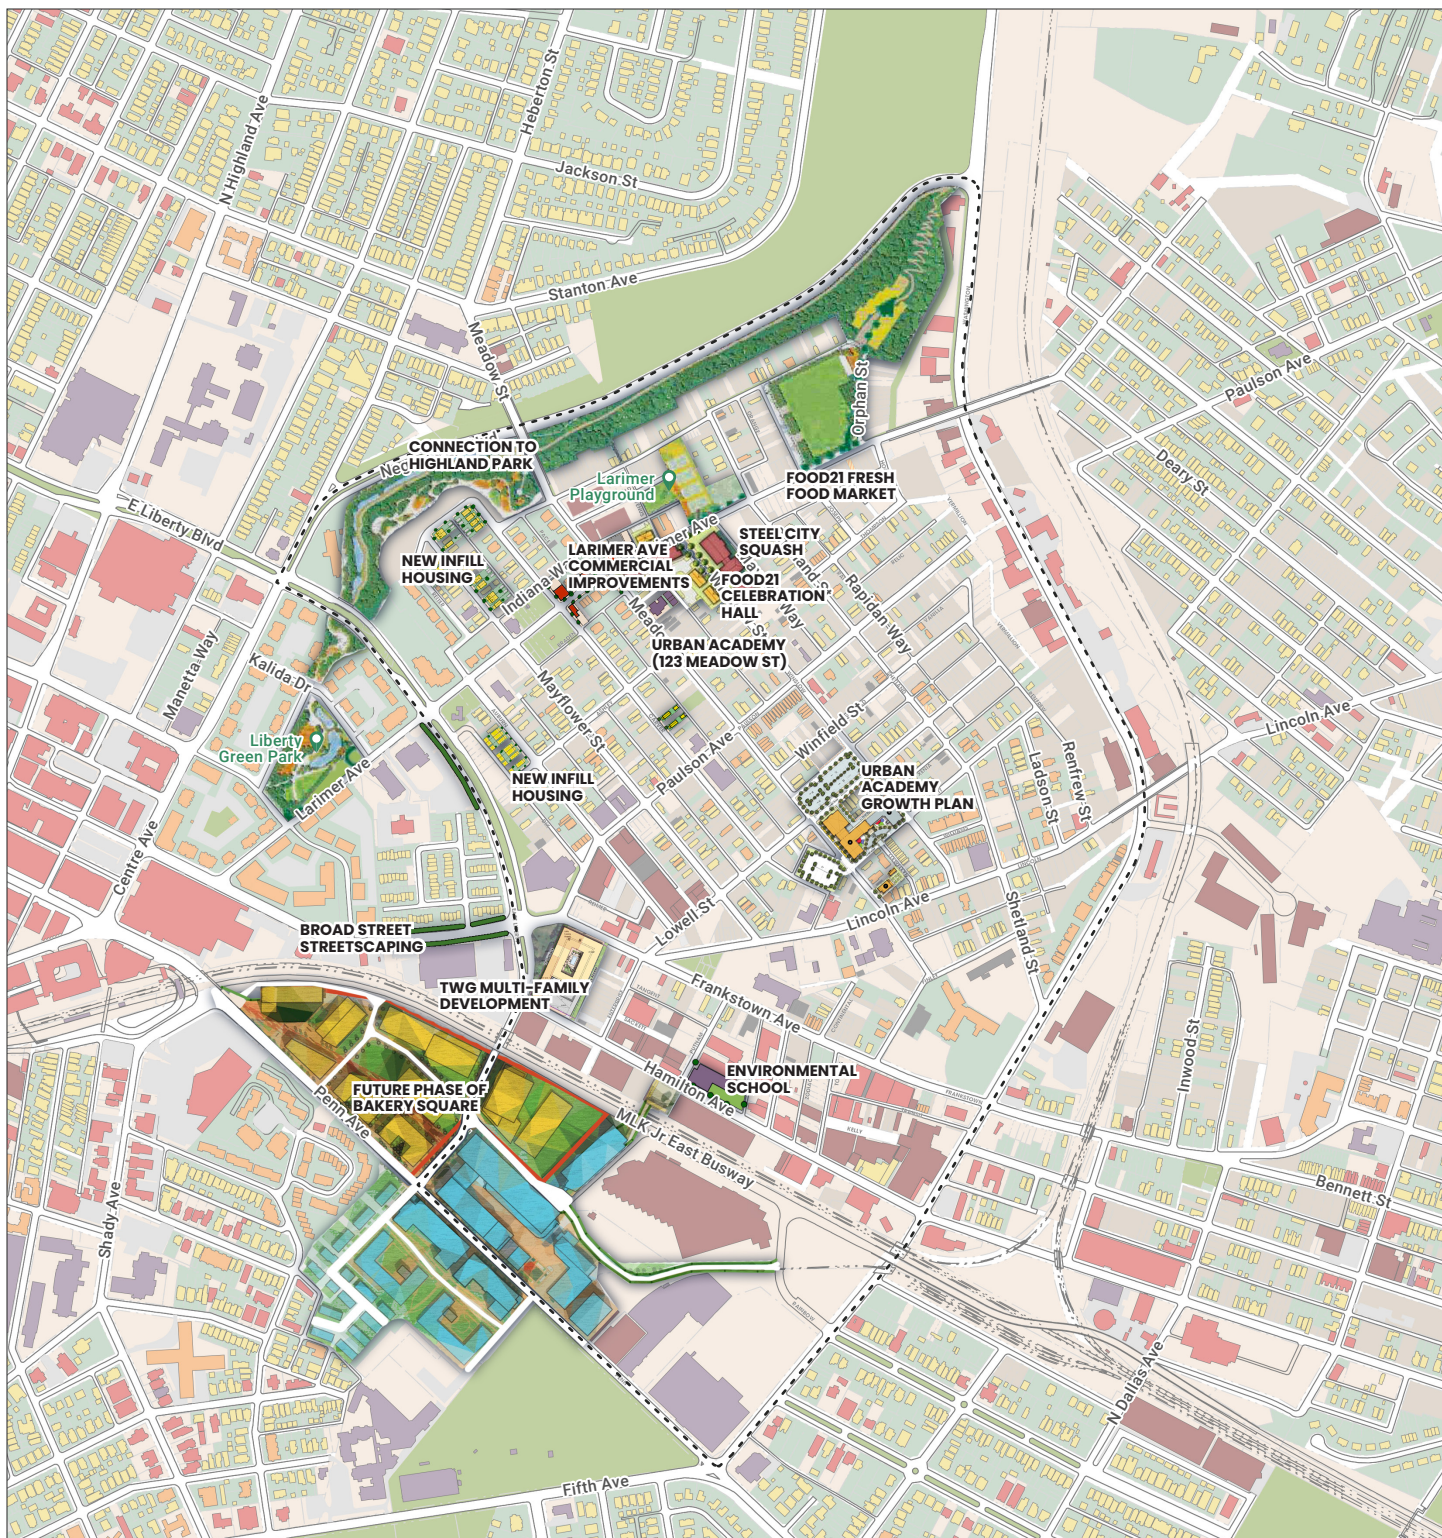 N Highland Ave
Heberton St
Jackson St
Stanton Ave
Meadow St
Paulson Ave
Deary St
Orphan St
CONNECTION TO
HIGHLAND PARK
E Liberty Blvd
Larimer
Playground
FOOD21 FRESH
FOOD MARKET
STEEL CITY
SQUASH
LARIMER AVE
COMMERCIAL
IMPROVEMENTS
NEW INFILL
HOUSING
FOOD21
CELEBRATION
HALL
Rapidan Way
URBAN ACADEMY
(123 MEADOW ST)
Manetta Way
Kalida Dr
Mayflower St
Lincoln Ave
Liberty
Green Park
Larimer Ave
Winfield St
Paulson Ave
NEW INFILL
HOUSING
URBAN
ACADEMY
GROWTH PLAN
Ladson St
Renfrew St
Centre Ave
Lowell St
Lincoln Ave
Shetland St
BROAD STREET
STREETSCAPING
TWG MULTI-FAMILY
DEVELOPMENT
Frankstown Ave
Inwood St
ENVIRONMENTAL
SCHOOL
Hamilton Ave
FRANKSTOWN
KELLY
FUTURE PHASE OF
BAKERY SQUARE
Penn Ave
MLK Jr East Busway
Shady Ave
Bennett St
N Dallas Ave
Fifth Ave